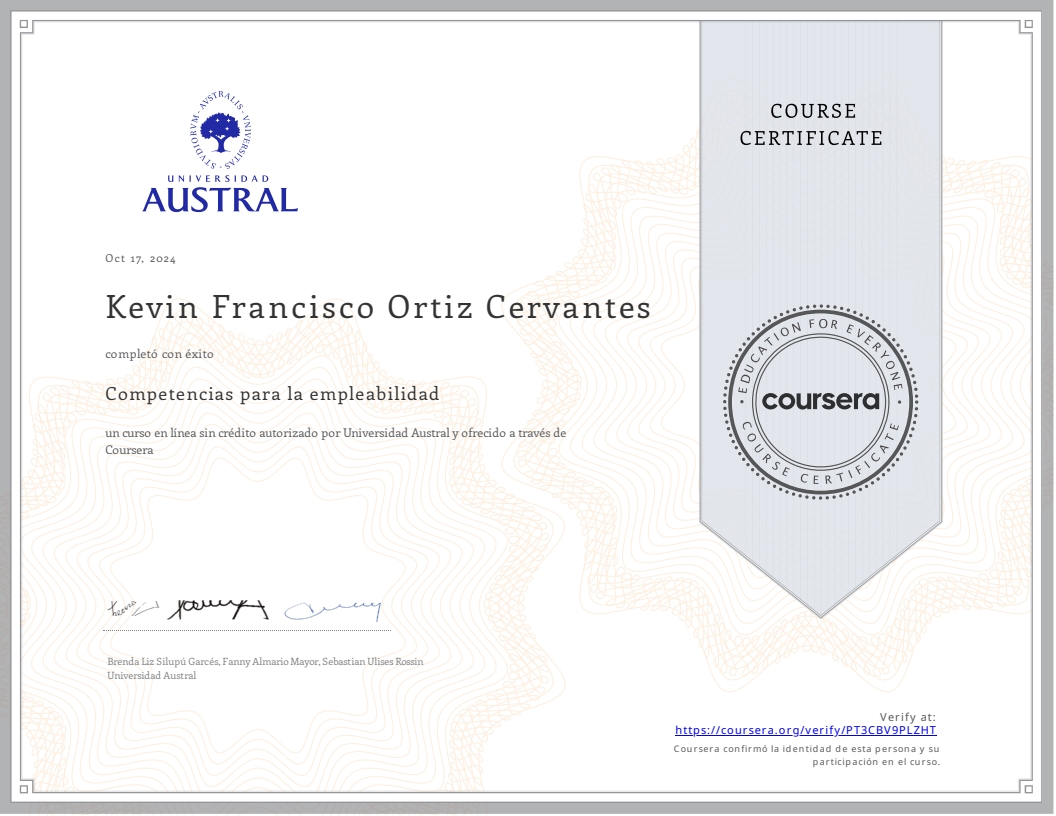 STVDIORVM · AVSTRALIS · VNIVERSITAS ·
UNIVERSIDAD
AUSTRAL
COURSE
CERTIFICATE
Oct 17, 2024
Kevin Francisco Ortiz Cervantes
completó con éxito
Competencias para la empleabilidad
un curso en línea sin crédito autorizado por Universidad Austral y ofrecido a través de
Coursera
EDUCATION FOR EVERYONE
coursera
COURSE CERTIFICATE
Brenda Liz Silupú Garcés, Fanny Almario Mayor, Sebastian Ulises Rossin
Universidad Austral
Verify at:
https://coursera.org/verify/PT3CBV9PLZHT
Coursera confirmó la identidad de esta persona y su
participación en el curso.